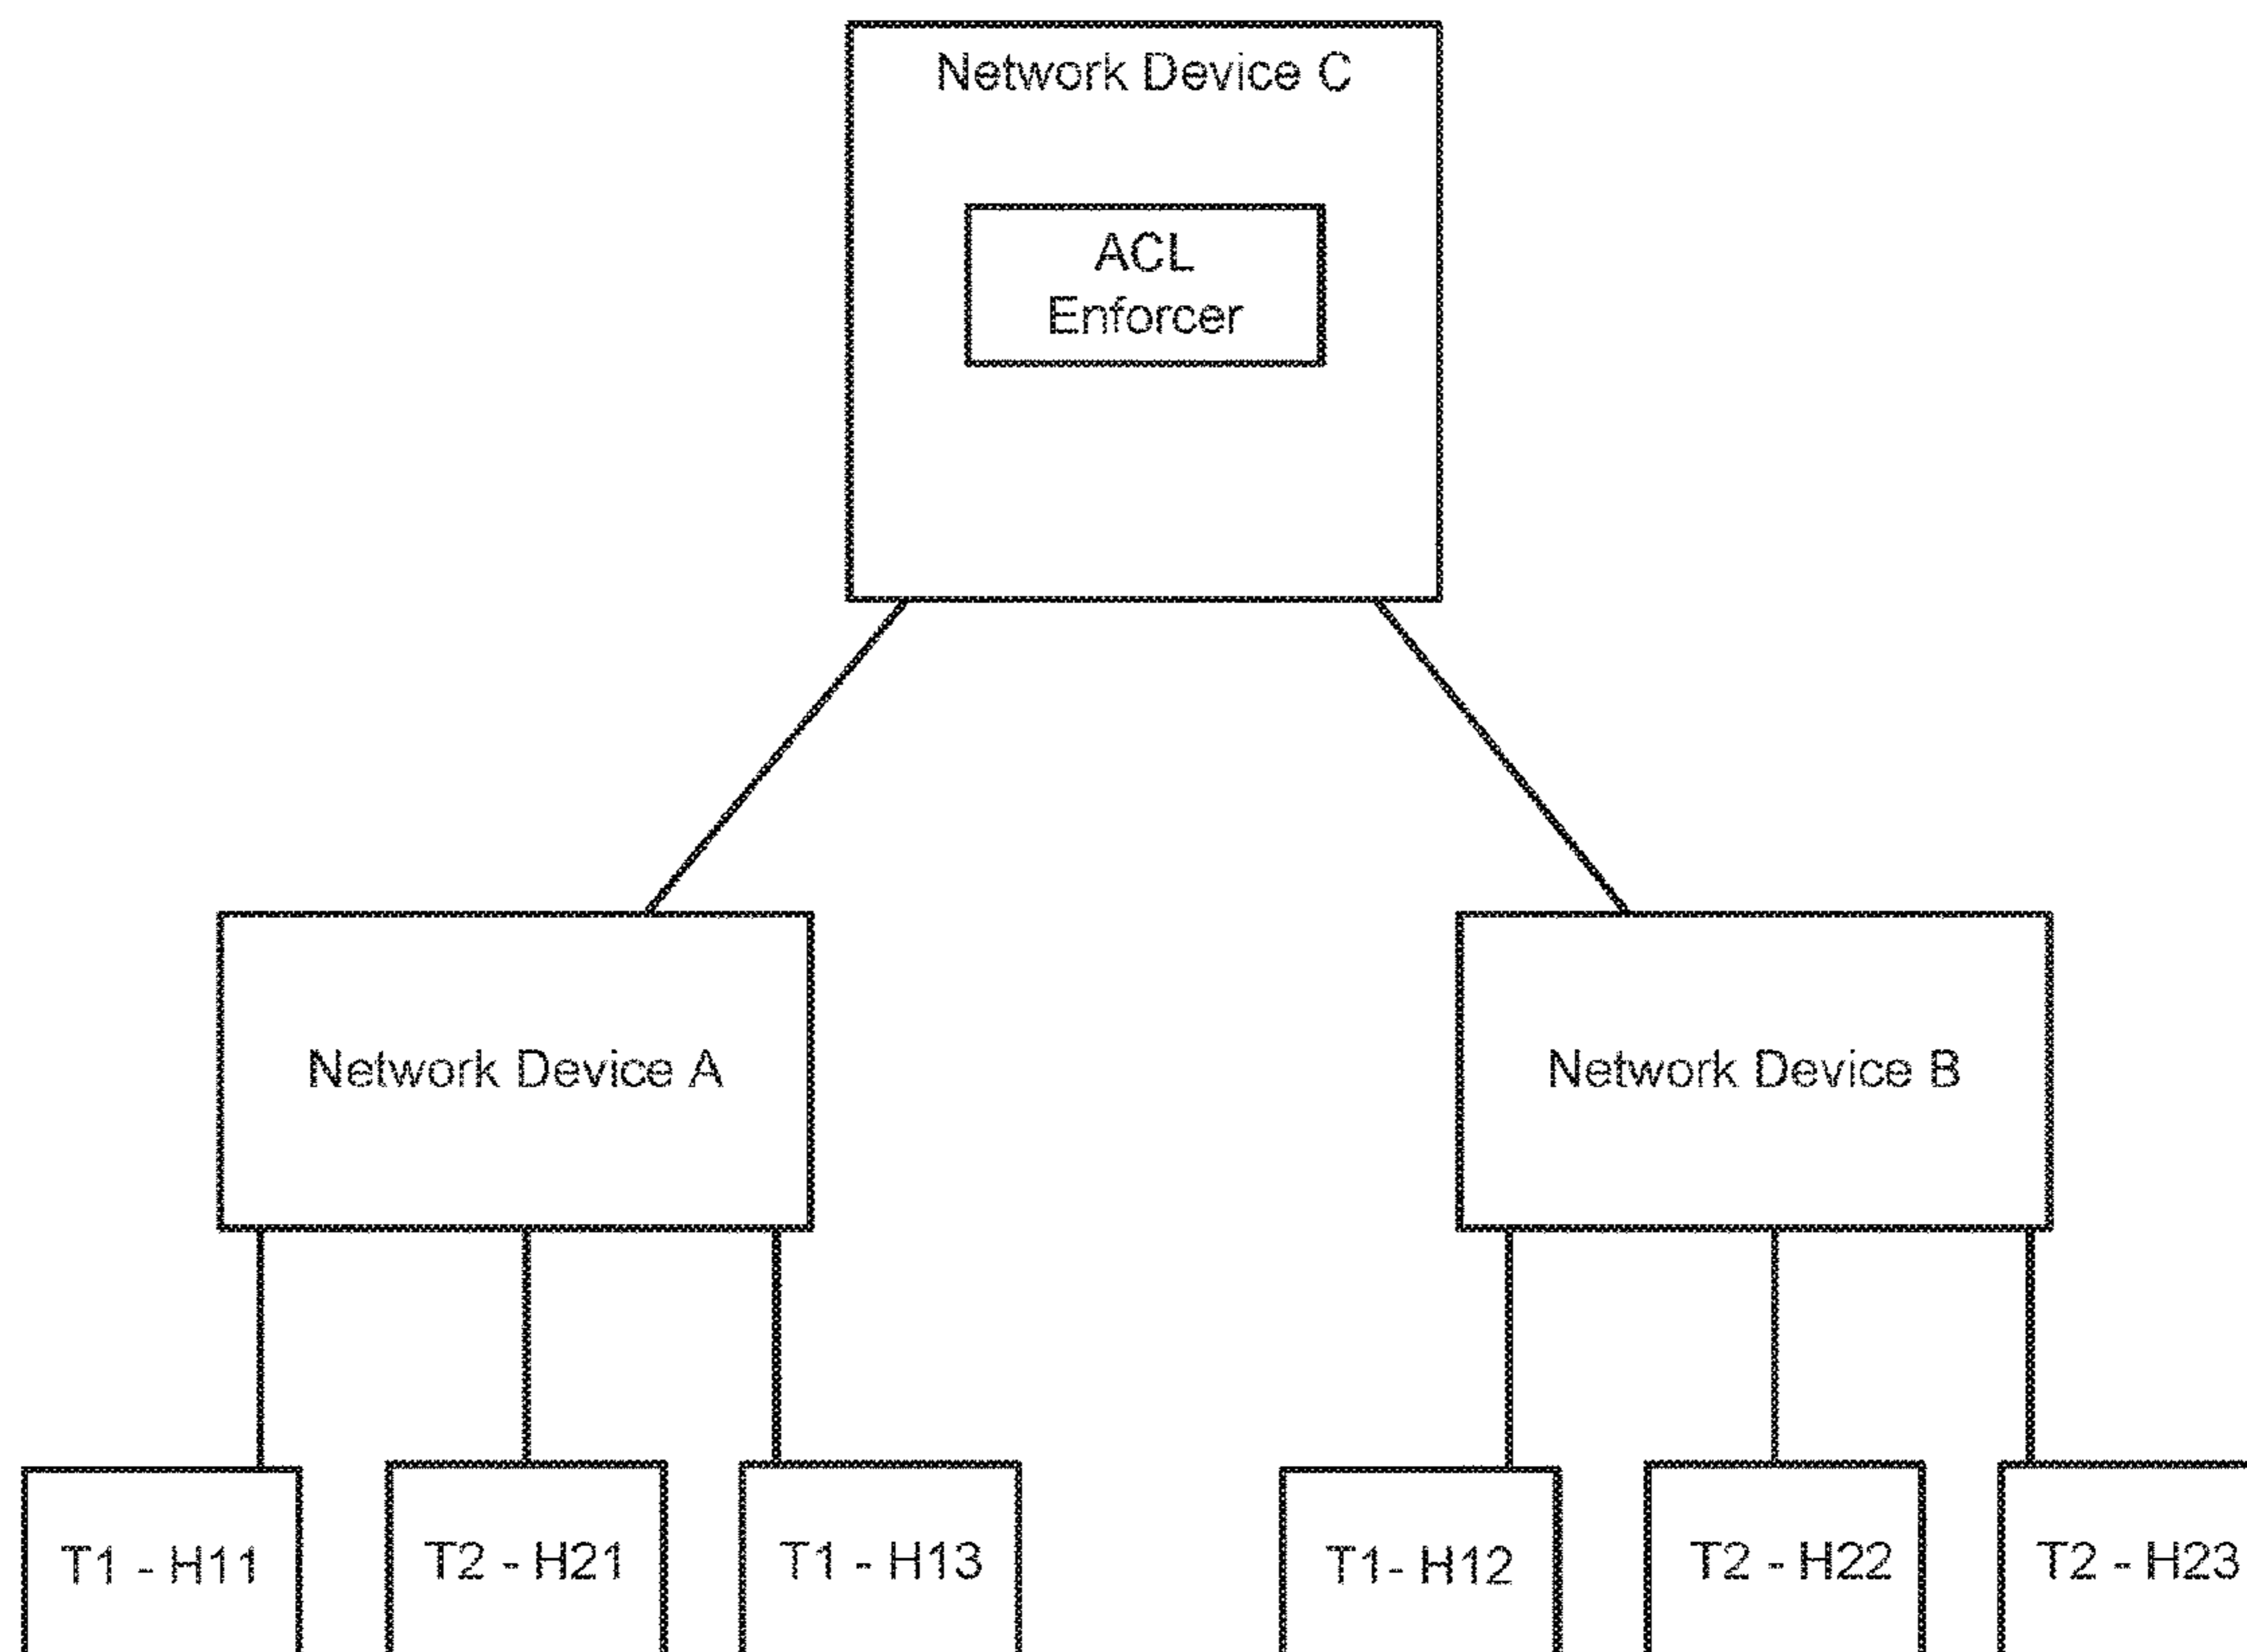 Network Device C
ACL
Enforcer
Network Device A
Network Device B
T1 - H11
T2 - H21
T1 - H13
T1- H12
T2 - H22
T2 - H23